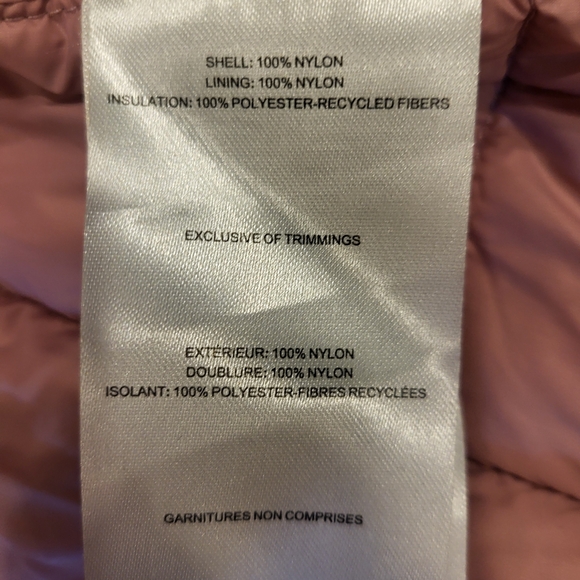 SHELL: 100% NYLON
LINING: 100% NYLON
INSULATION: 100% POLYESTER-RECYCLED FIBERS
EXCLUSIVE OF TRIMMINGS
EXTÉRIEUR: 100% NYLON
DOUBLURE: 100% NYLON
ISOLANT: 100% POLYESTER-FIBRES RECYCLÉES
GARNITURES NON COMPRISES